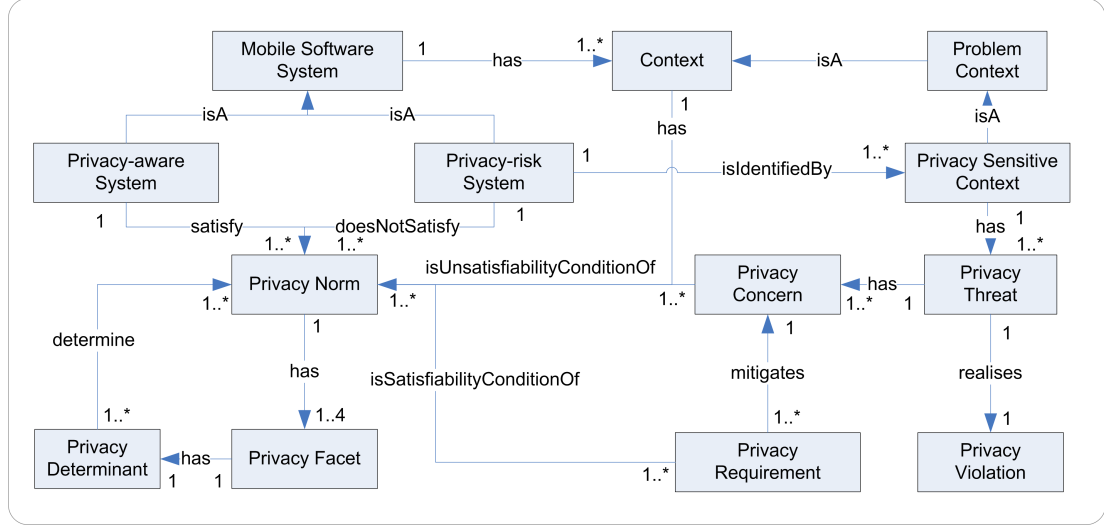 Mobile Software
System
1
has
1..*
Context
isA
Problem
Context
1
has
isA
isA
isA
Privacy-aware
System
Privacy-risk
System
1
isIdentifiedBy
1..*
Privacy Sensitive
Context
1
satisfy
doesNotSatisfy
1
1
has
1..*
1..*
1..*
Privacy Norm
isUnsatisfiabilityConditionOf
Privacy
Concern
has
Privacy
Threat
1..*
1..*
1..*
1..*
1
determine
1
1
1
has
isSatisfiabilityConditionOf
mitigates
realises
1..*
1..4
1..*
1
Privacy
Determinant
has
Privacy Facet
Privacy
Requirement
Privacy
Violation
1
1
1..*